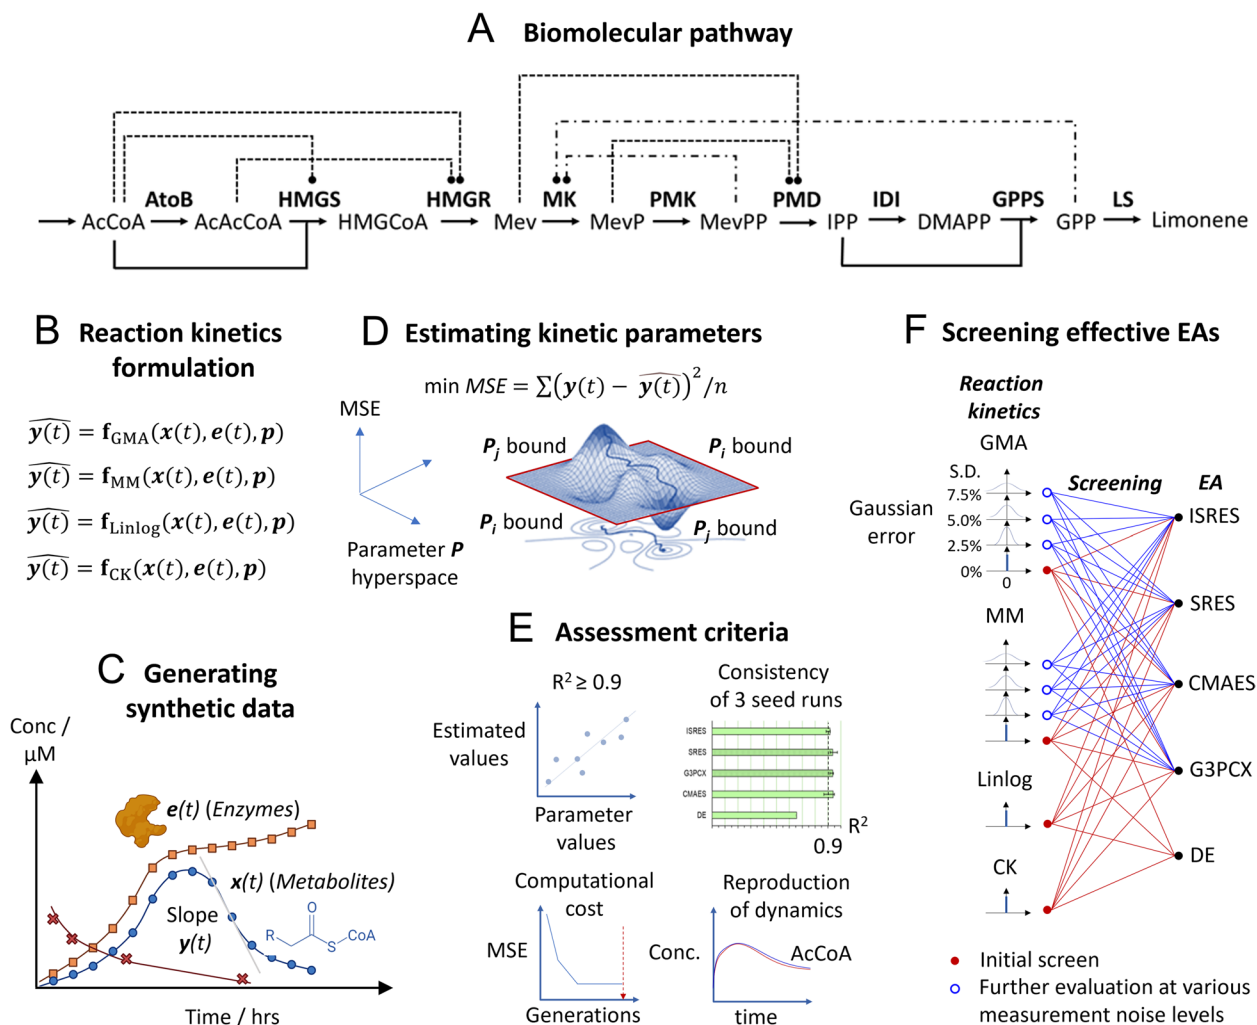 A Biomolecular pathway
AtoB HMGS HMGR MK PMK PMD IDI GPPS LS
AcCoA AcAcCoA HMGCoA Mev MevP MevPP IPP DMAPP GPP Limonene
B Reaction kinetics
formulation
y(t) = f_GMA(x(t), e(t), p)
y(t) = f_MM(x(t), e(t), p)
y(t) = f_Linlog(x(t), e(t), p)
y(t) = f_CK(x(t), e(t), p)
C Generating
synthetic data
Conc /
µM
e(t) (Enzymes)
x(t) (Metabolites)
Slope
y(t)
O
R
S
CoA
Time / hrs
D Estimating kinetic parameters
min MSE = ∑(y(t) − y(t))²/n
MSE
P_j bound
P_i bound
P_i bound
P_j bound
Parameter P
hyperspace
E Assessment criteria
R² ≥ 0.9
Estimated
values
Parameter
values
Consistency
of 3 seed runs
ISRES
SRES
G3PCX
CMAES
DE
R²
0.9
Computational
cost
MSE
Generations
Reproduction
of dynamics
Conc.
AcCoA
time
F Screening effective EAs
Reaction
kinetics
GMA
S.D.
7.5%
5.0%
2.5%
0%
0
Gaussian
error
Screening
EA
ISRES
SRES
CMAES
G3PCX
DE
MM
Linlog
CK
Initial screen
Further evaluation at various
measurement noise levels